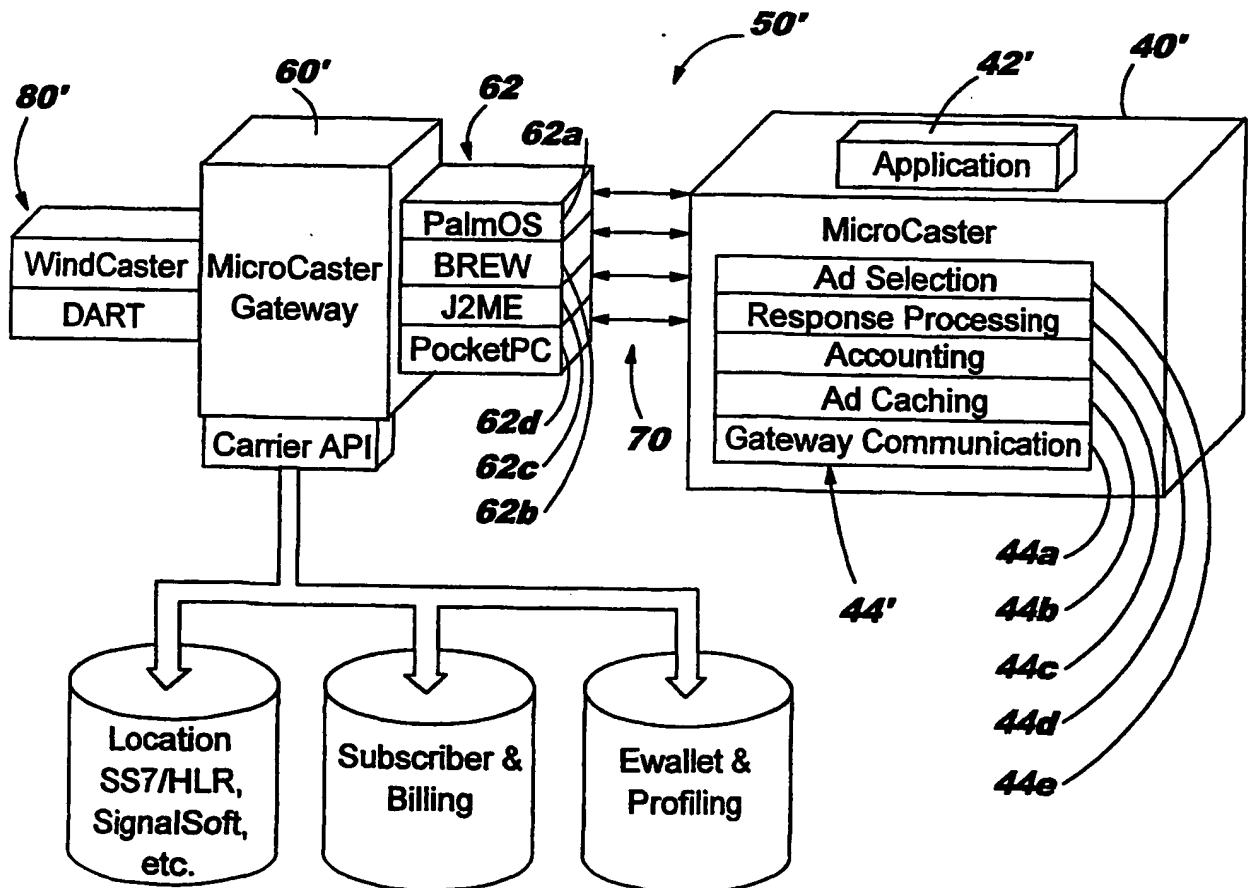 50'
40'
42'
60'
62
80'
62a
Application
PalmOS
MicroCaster
WindCaster
MicroCaster
Gateway
BREW
Ad Selection
DART
J2ME
Response Processing
PocketPC
Accounting
Ad Caching
Carrier API
62d
70
Gateway Communication
62c
62b
44a
44'
44b
44c
44d
44e
Location
SS7/HLR,
SignalSoft,
etc.
Subscriber &
Billing
Ewallet &
Profiling